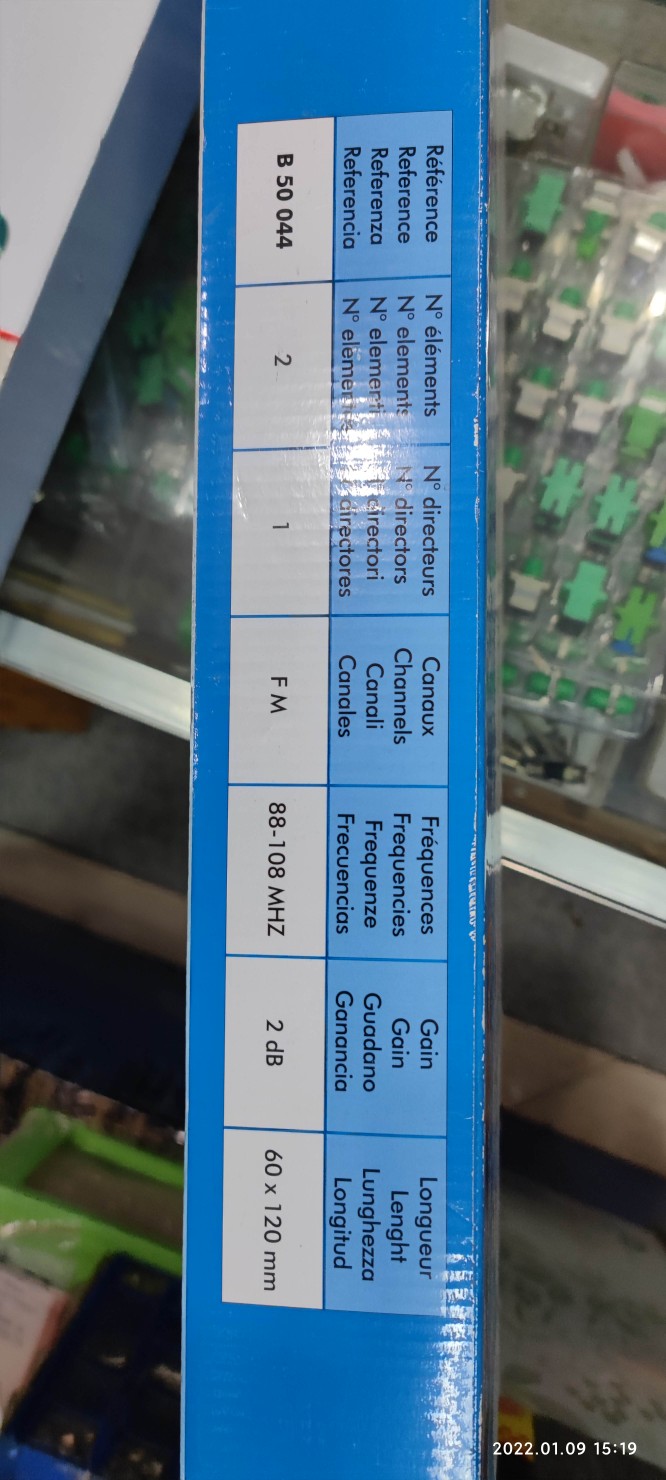 Référence
Reference
Referenza
Referencia
B 50 044
N° éléments
N° elements
N° elementi
N°
2
N° directeurs
N° directors
directori
directores
1
Canaux
Channels
Canali
Canales
FM
Fréquences
Frequencies
Frequenze
Frecuencias
88-108 MHZ
Gain
Gain
Guadano
Ganancia
2 dB
Longueur
Lenght
Lunghezza
Longitud
60 x 120 mm
2022.01.09 15:19